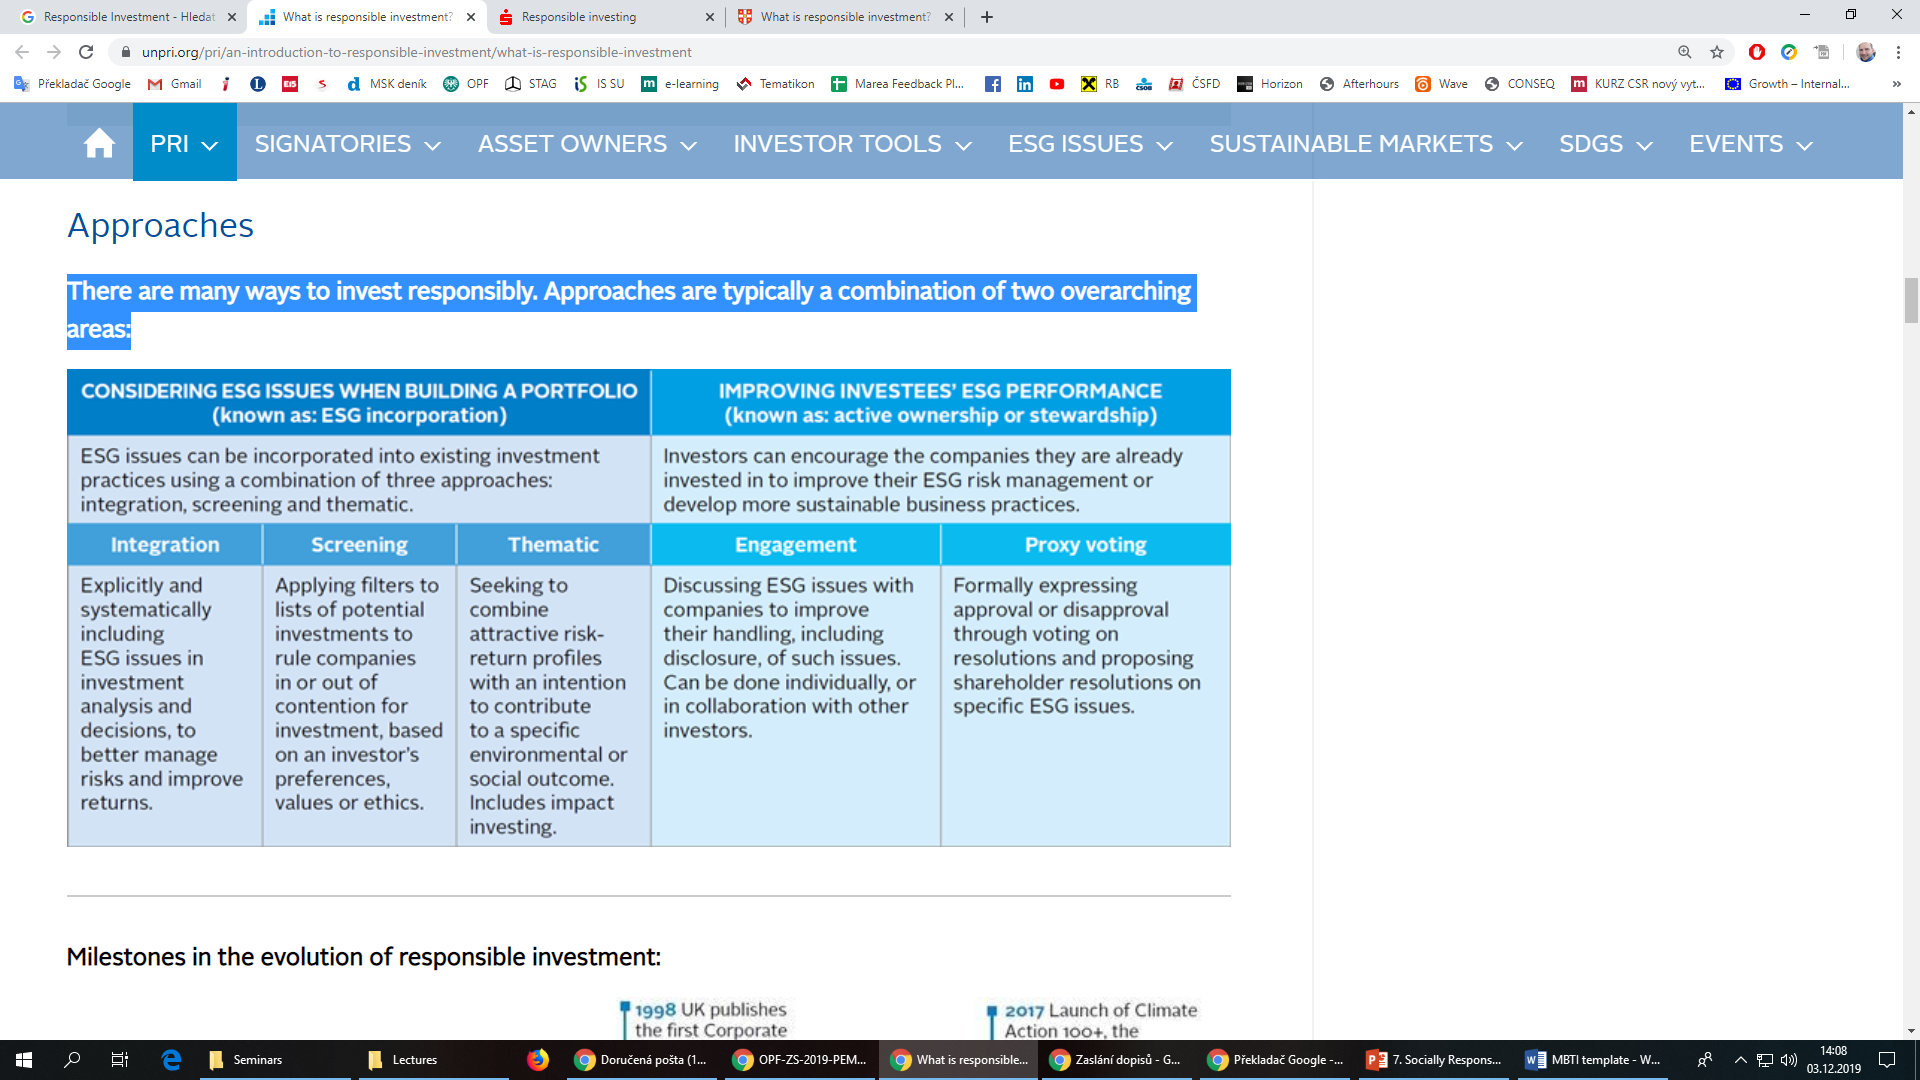 Responsible Investment - Hledat
What is responsible investment?
Responsible investing
What is responsible investment?
unpri.org/pri/an-introduction-to-responsible-investment/what-is-responsible-investment
Překladač Google
Gmail
MSK deník
OPF
STAG
IS SU
e-learning
Tematikon
Marea Feedback Pl...
RB
ČSFD
Horizon
Afterhours
Wave
CONSEQ
KURZ CSR nový vyt...
Growth – Internal...
»
PRI
SIGNATORIES
ASSET OWNERS
INVESTOR TOOLS
ESG ISSUES
SUSTAINABLE MARKETS
SDGS
EVENTS
Approaches
There are many ways to invest responsibly. Approaches are typically a combination of two overarching
areas:
CONSIDERING ESG ISSUES WHEN BUILDING A PORTFOLIO
(known as: ESG incorporation)
IMPROVING INVESTEES' ESG PERFORMANCE
(known as: active ownership or stewardship)
ESG issues can be incorporated into existing investment
practices using a combination of three approaches:
integration, screening and thematic.
Investors can encourage the companies they are already
invested in to improve their ESG risk management or
develop more sustainable business practices.
Integration
Screening
Thematic
Engagement
Proxy voting
Explicitly and
systematically
including
ESG issues in
investment
analysis and
decisions, to
better manage
risks and improve
returns.
Applying filters to
lists of potential
investments to
rule companies
in or out of
contention for
investment, based
on an investor's
preferences,
values or ethics.
Seeking to
combine
attractive risk-
return profiles
with an intention
to contribute
to a specific
environmental or
social outcome.
Includes impact
investing.
Discussing ESG issues with
companies to improve
their handling, including
disclosure, of such issues.
Can be done individually, or
in collaboration with other
investors.
Formally expressing
approval or disapproval
through voting on
resolutions and proposing
shareholder resolutions on
specific ESG issues.
Milestones in the evolution of responsible investment:
1998 UK publishes
the first Corporate
2017 Launch of Climate
Action 100+, the
Seminars
Lectures
Doručená pošta (1...
OPF-ZS-2019-PEM...
What is responsible...
Zaslání dopisů - G...
Překladač Google -...
7. Socially Respons...
MBTI template - W...
14:08
03.12.2019